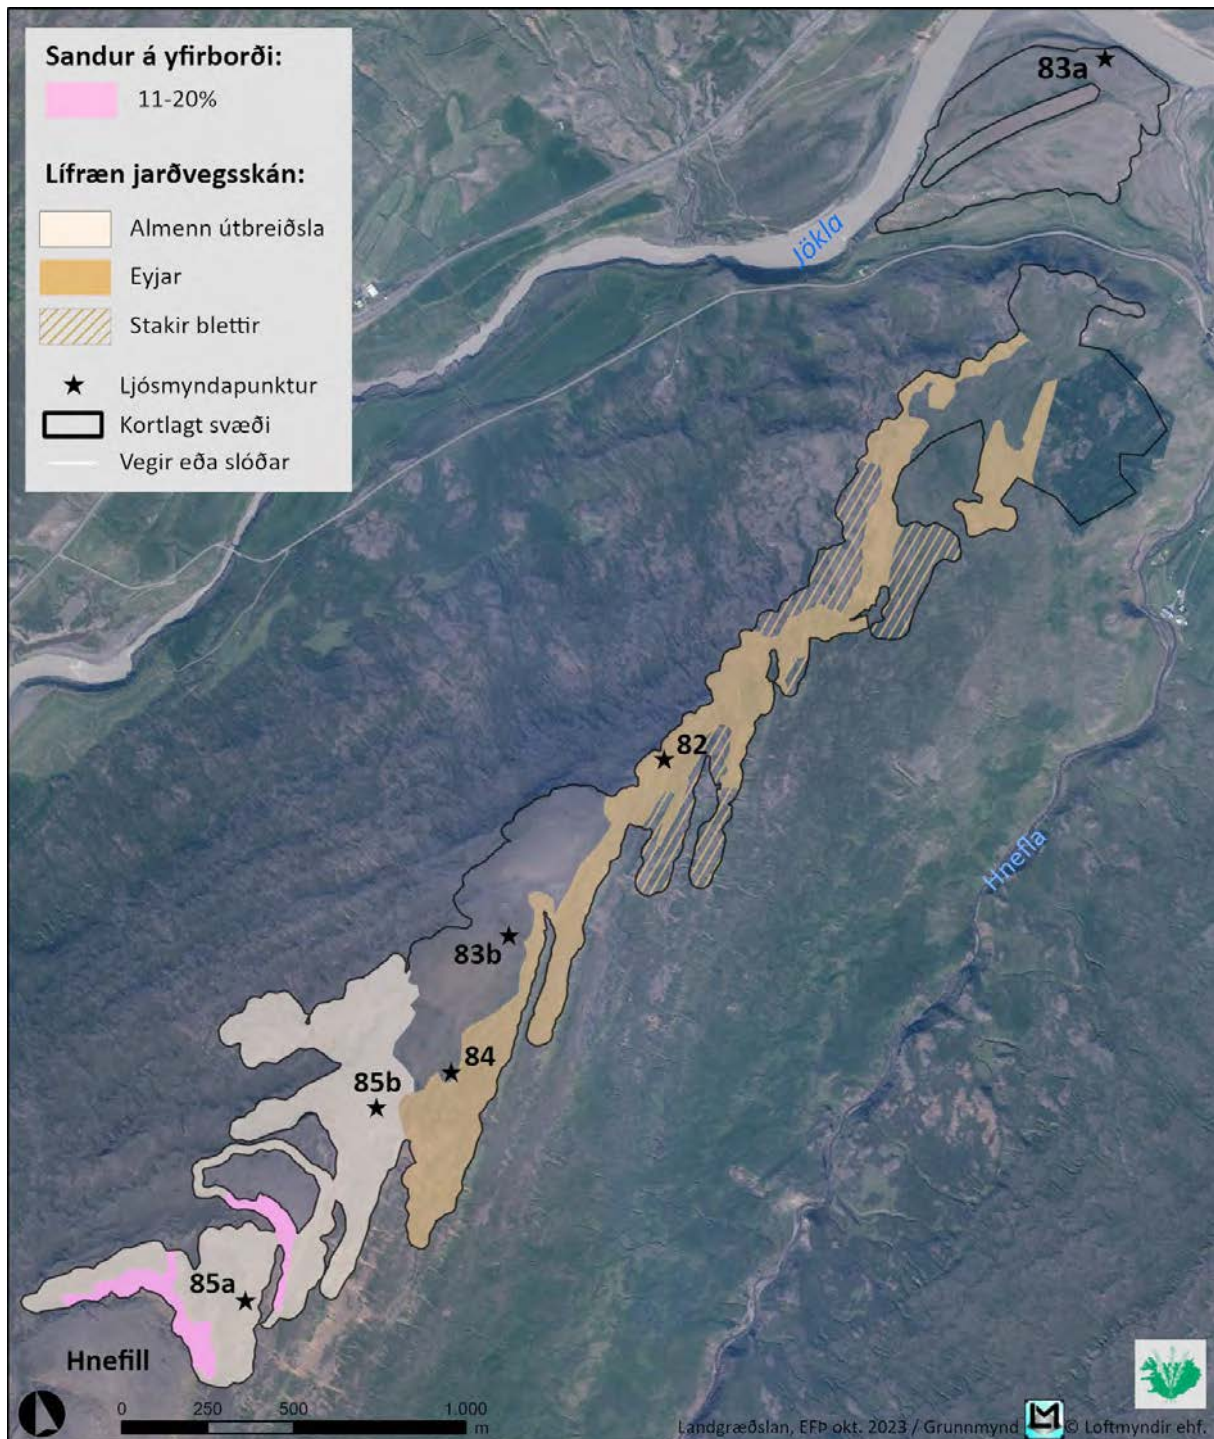 Sandur á yfirborði:
11-20%
Lífræn jarðvegsskán:
Almenn útbreiðsla
Eyjar
Stakir blettir
Ljósmyndapunktur
Kortlagt svæði
Vegir eða slóðar
83a
Jökla
82
Hnefla
83b
84
85b
85a
Hnefill
0 250 500 1.000
m
Landgræðslan, EFÞ okt. 2023 / Grunnmynd LM © Loftmyndir ehf.